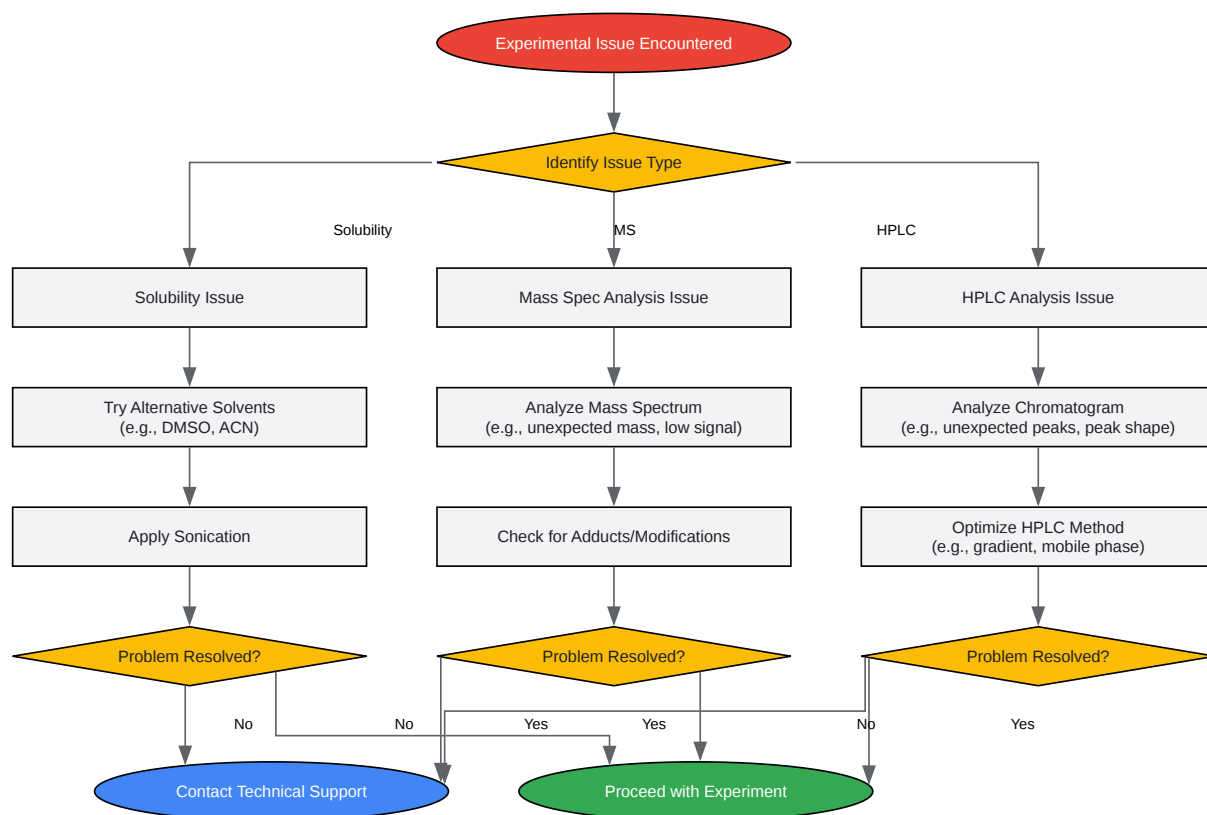 Experimental Issue Encountered
Identify Issue Type
Solubility
MS
HPLC
Solubility Issue
Mass Spec Analysis Issue
HPLC Analysis Issue
Try Alternative Solvents
(e.g., DMSO, ACN)
Analyze Mass Spectrum
(e.g., unexpected mass, low signal)
Analyze Chromatogram
(e.g., unexpected peaks, peak shape)
Apply Sonication
Check for Adducts/Modifications
Optimize HPLC Method
(e.g., gradient, mobile phase)
Problem Resolved?
Problem Resolved?
Problem Resolved?
No
No
Yes
Yes
No
Yes
Contact Technical Support
Proceed with Experiment